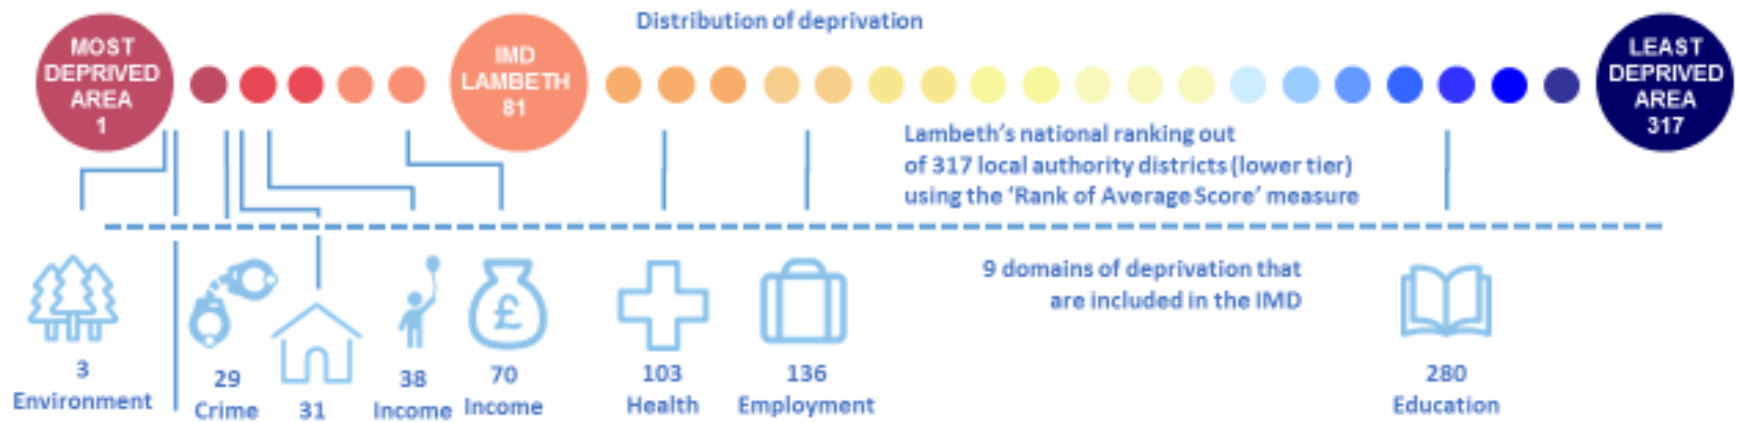 Distribution of deprivation
MOST
DEPRIVED
AREA
1
IMD
LAMBETH
81
LEAST
DEPRIVED
AREA
317
Lambeth's national ranking out
of 317 local authority districts (lower tier)
using the 'Rank of Average Score' measure
9 domains of deprivation that
are included in the IMD
£
3
Environment
29
Crime
31
38
Income
70
Income
103
Health
136
Employment
280
Education